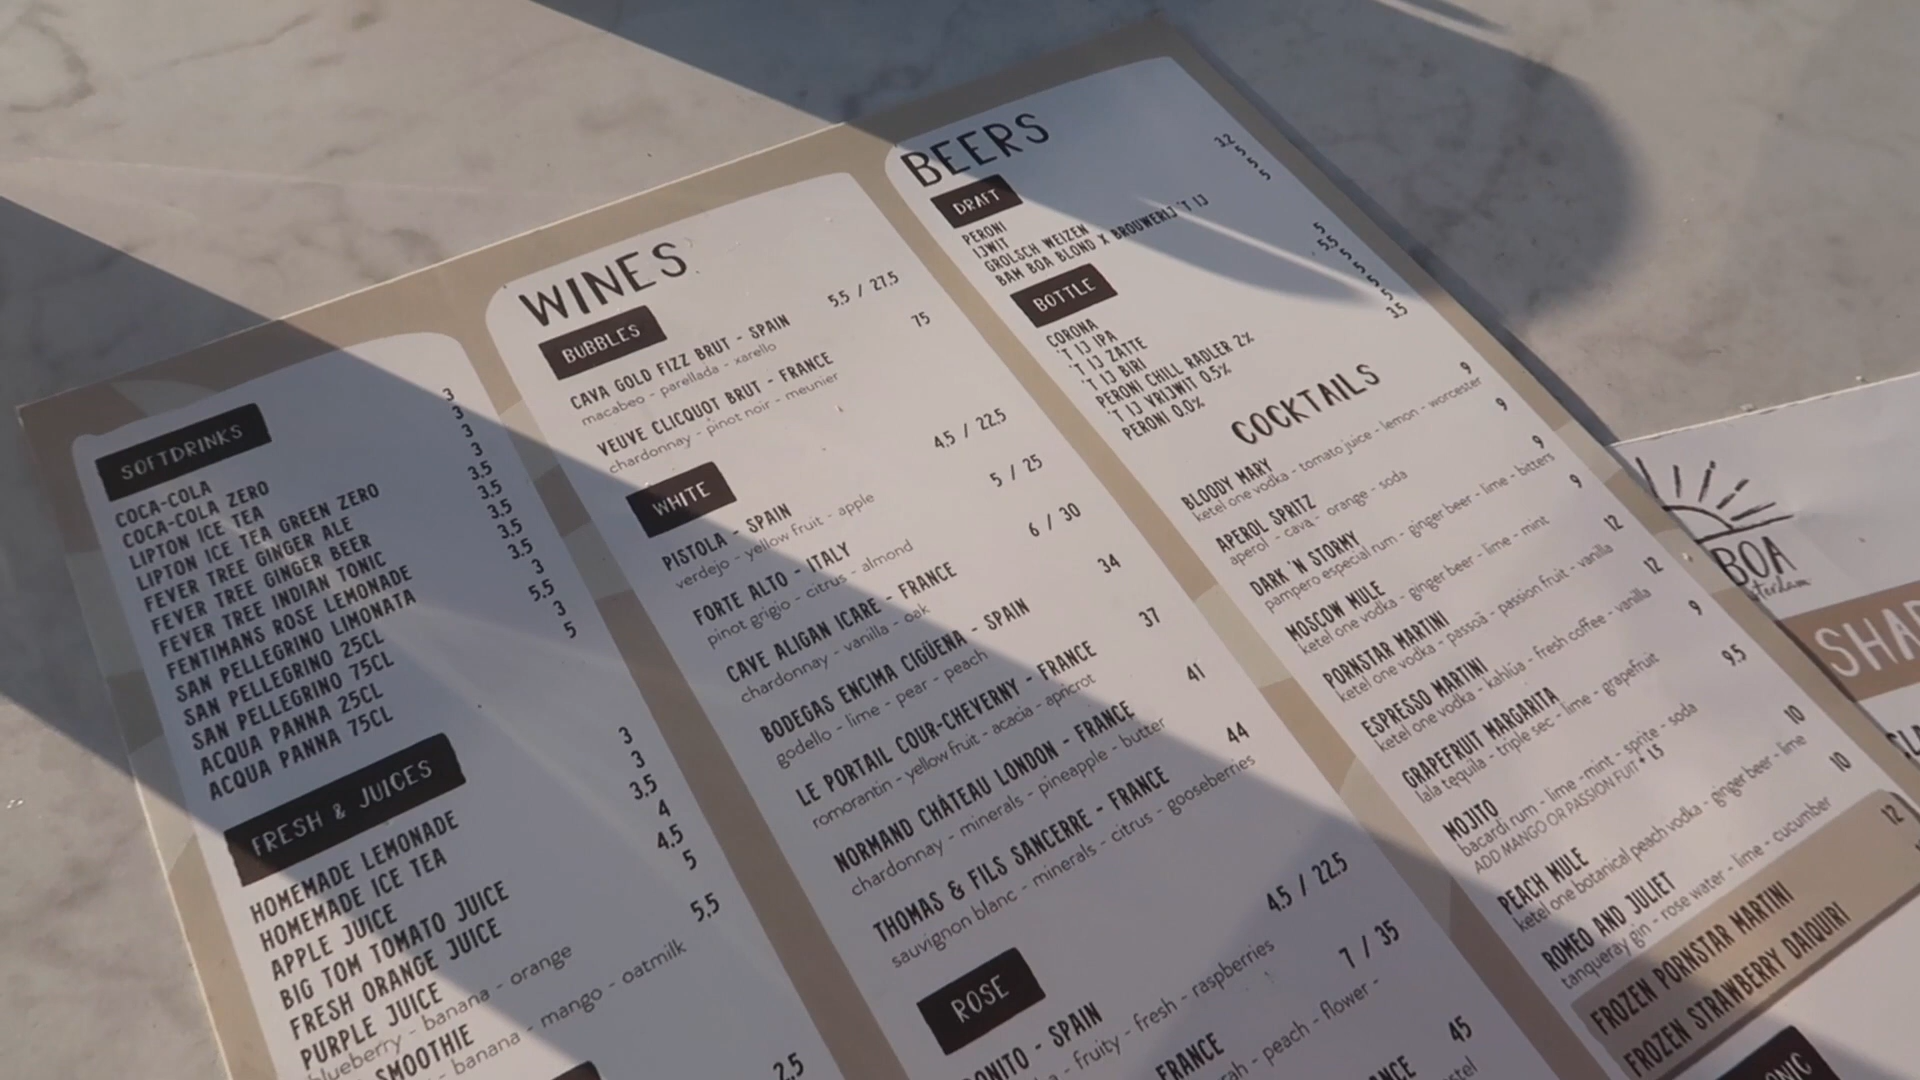 SOFTDRINKS
COCA-COLA 3
COCA-COLA ZERO 3
LIPTON ICE TEA 3
LIPTON ICE TEA GREEN ZERO 3
FEVER TREE GINGER ALE 3.5
FEVER TREE GINGER BEER 3.5
FEVER TREE INDIAN TONIC 3.5
FENTIMANS ROSE LEMONADE 3.5
SAN PELLEGRINO LIMONATA 3.5
SAN PELLEGRINO 25CL 3
SAN PELLEGRINO 75CL 5.5
ACQUA PANNA 25CL 3
ACQUA PANNA 75CL 5
FRESH & JUICES
HOMEMADE LEMONADE 3
HOMEMADE ICE TEA 3
APPLE JUICE 3.5
BIG TOM TOMATO JUICE 4
FRESH ORANGE JUICE 4.5
PURPLE JUICE 5
blueberry - banana - orange
SMOOTHIE 5.5
- banana - mango - oatmilk
2.5
WINES
BUBBLES
CAVA GOLD FIZZ BRUT - SPAIN 5.5 / 27.5
macabeo - parellada - xarello
VEUVE CLICQUOT BRUT - FRANCE 75
chardonnay - pinot noir - meunier
WHITE
PISTOLA - SPAIN 4.5 / 22.5
verdejo - yellow fruit - apple
FORTE ALTO - ITALY 5 / 25
pinot grigio - citrus - almond
CAVE ALIGAN ICARE - FRANCE 6 / 30
chardonnay - vanilla - oak
BODEGAS ENCIMA CIGÜENA - SPAIN 34
godello - lime - pear - peach
LE PORTAIL COUR-CHEVERNY - FRANCE 37
romorantin - yellow fruit - acacia - apricot
NORMAND CHÂTEAU LONDON - FRANCE 41
chardonnay - minerals - pineapple - butter
THOMAS & FILS SANCERRE - FRANCE 44
sauvignon blanc - minerals - citrus - gooseberries
ROSE
ONITO - SPAIN 4.5 / 22.5
- fruity - fresh - raspberries
FRANCE 7 / 35
- peach - flower -
45
BEERS
DRAFT
PERONI 3.2
IJWIT 5
GROLSCH WEIZEN 5
BAM BOA BLOND X BROUWERIJ 'T IJ 5
BOTTLE
CORONA 5
'T IJ IPA 5.5
'T IJ ZATTE 5
'T IJ BIRI 5
PERONI CHILL RADLER 2% 5
'T IJ VRIJWIT 0.5% 5
PERONI 0.0% 3.5
COCKTAILS
BLOODY MARY 9
ketel one vodka - tomato juice - lemon - worcester
APEROL SPRITZ 9
aperol - cava - orange - soda
DARK 'N STORMY 9
pampero especial rum - ginger beer - lime - bitters
MOSCOW MULE 9
ketel one vodka - ginger beer - lime - mint
PORNSTAR MARTINI 12
ketel one vodka - passoã - passion fruit - vanilla
ESPRESSO MARTINI 12
ketel one vodka - kahlúa - fresh coffee - vanilla
GRAPEFRUIT MARGARITA 9
lala tequila - triple sec - lime - grapefruit
MOJITO 9.5
bacardi rum - lime - mint - sprite - soda
ADD MANGO OR PASSION FUIT + 1.5
PEACH MULE 10
ketel one botanical peach vodka - ginger beer - lime
ROMEO AND JULIET 10
tanqueray gin - rose water - lime - cucumber
FROZEN PORNSTAR MARTINI 12
FROZEN STRAWBERRY DAIQUIRI
BOA
SHAR